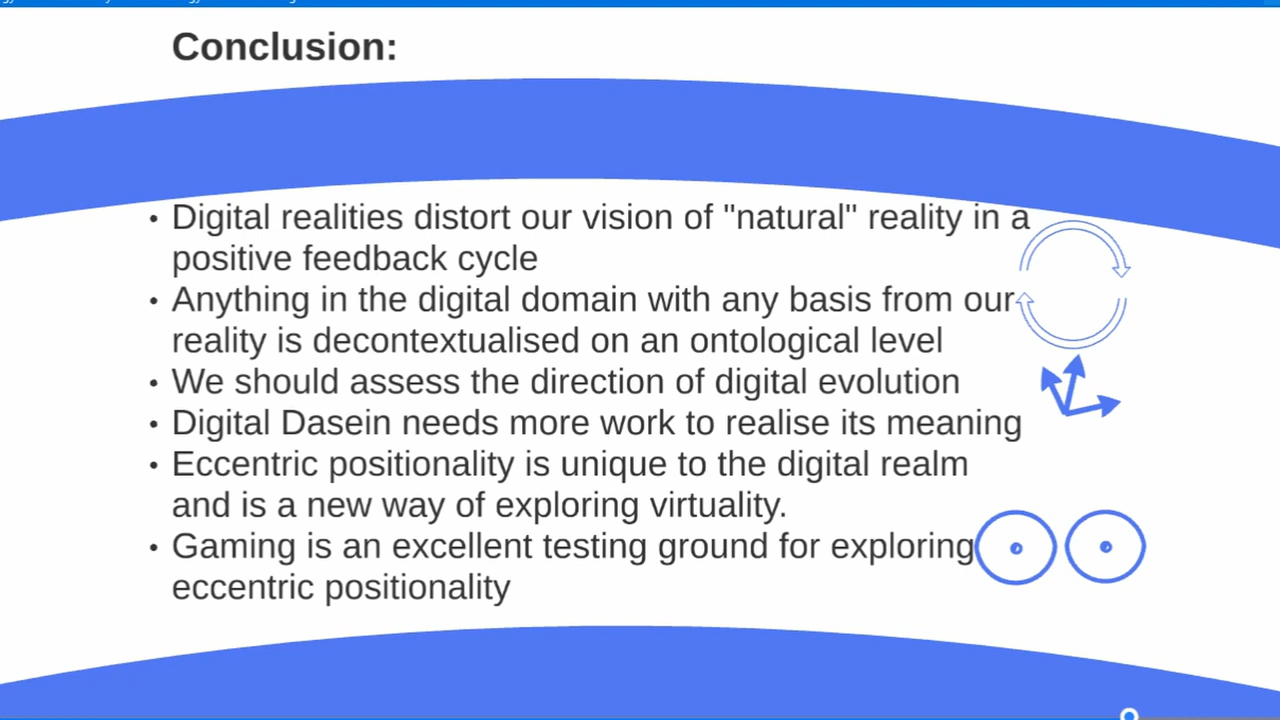 Conclusion:
• Digital realities distort our vision of "natural" reality in a
positive feedback cycle
• Anything in the digital domain with any basis from our
reality is decontextualised on an ontological level
• We should assess the direction of digital evolution
• Digital Dasein needs more work to realise its meaning
• Eccentric positionality is unique to the digital realm
and is a new way of exploring virtuality.
• Gaming is an excellent testing ground for exploring
eccentric positionality